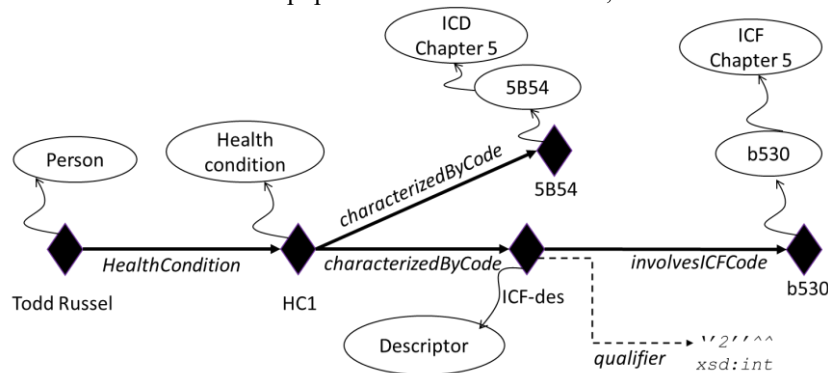 ICD
Chapter 5
ICF
Chapter 5
5B54
Person
Health
condition
characterizedByCode
5B54
b530
HealthCondition
characterizedByCode
involvesICFCode
Todd Russel
HC1
ICF-des
b530
Descriptor
qualifier
‘‘2’’^^
xsd:int